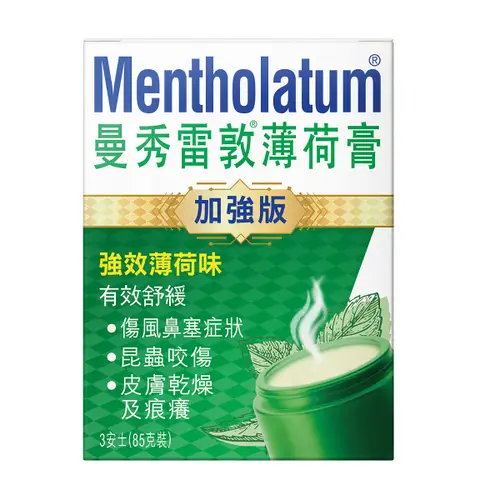 Mentholatum®
曼秀雷敦®薄荷膏
加強版
強效薄荷味
有效舒緩
•傷風鼻塞症狀
•昆蟲咬傷
•皮膚乾燥
及痕癢
3安士(85克裝)